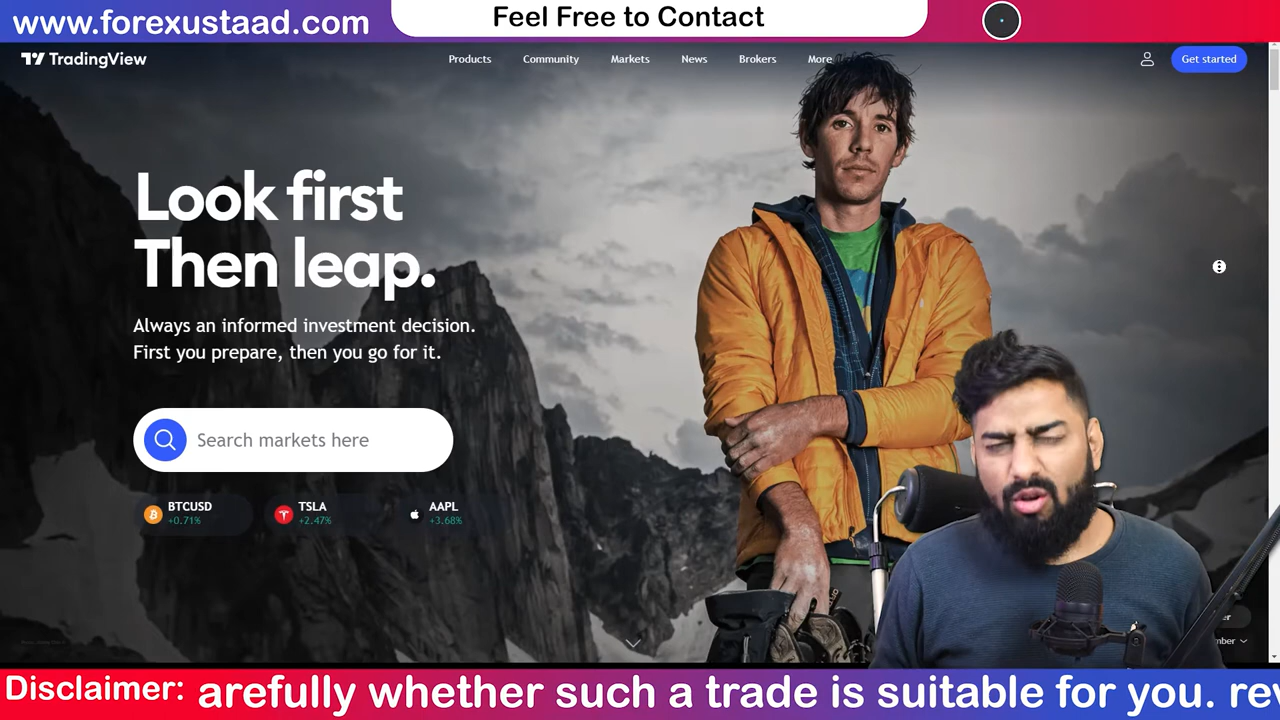 www.forexustaad.com
Feel Free to Contact
TradingView
Products
Community
Markets
News
Brokers
More
Get started
Look first
Then leap.
Always an informed investment decision.
First you prepare, then you go for it.
Search markets here
BTCUSD
+0.71%
TSLA
+2.47%
AAPL
+3.68%
Disclaimer:
arefully whether such a trade is suitable for you. rev